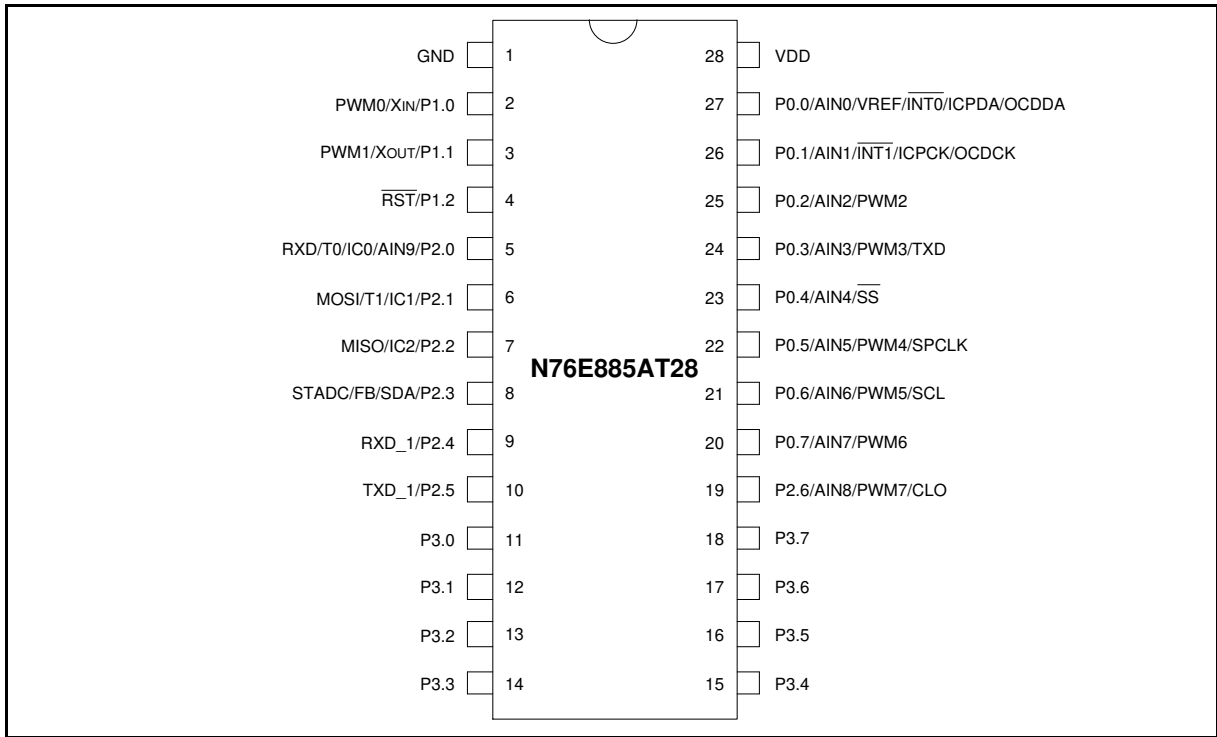 GND 1 28 VDD
PWM0/XIN/P1.0 2 27 P0.0/AIN0/VREF/INT0/ICPDA/OCDDA
PWM1/XOUT/P1.1 3 26 P0.1/AIN1/INT1/ICPCK/OCDCK
RST/P1.2 4 25 P0.2/AIN2/PWM2
RXD/T0/IC0/AIN9/P2.0 5 24 P0.3/AIN3/PWM3/TXD
MOSI/T1/IC1/P2.1 6 23 P0.4/AIN4/SS
MISO/IC2/P2.2 7 22 P0.5/AIN5/PWM4/SPCLK
N76E885AT28
STADC/FB/SDA/P2.3 8 21 P0.6/AIN6/PWM5/SCL
RXD_1/P2.4 9 20 P0.7/AIN7/PWM6
TXD_1/P2.5 10 19 P2.6/AIN8/PWM7/CLO
P3.0 11 18 P3.7
P3.1 12 17 P3.6
P3.2 13 16 P3.5
P3.3 14 15 P3.4